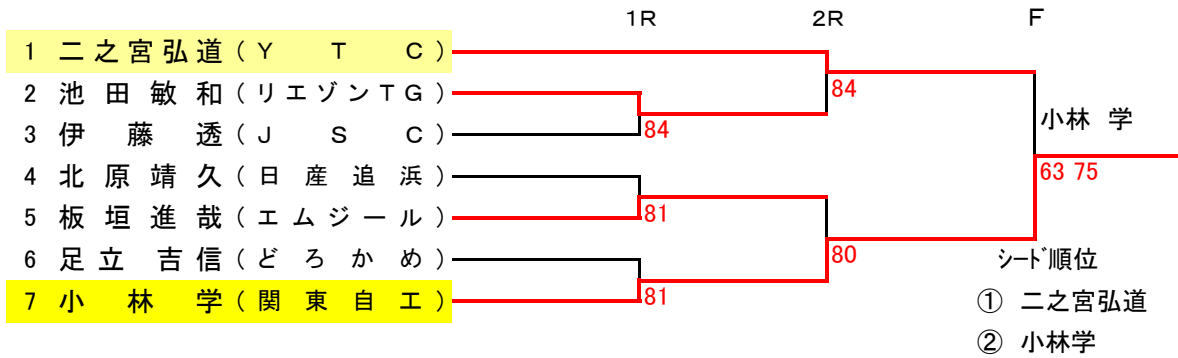 1R 2R F
1 二之宮弘道 (Y T C)
2 池田敏和 (リエゾンTG)
84
3 伊藤透 (J S C)
84
小林 学
4 北原靖久 (日産追浜)
63 75
5 板垣進哉 (エムジール)
81
6 足立吉信 (どろかめ)
80
シード順位
7 小林学 (関東自工)
81
① 二之宮弘道
② 小林学